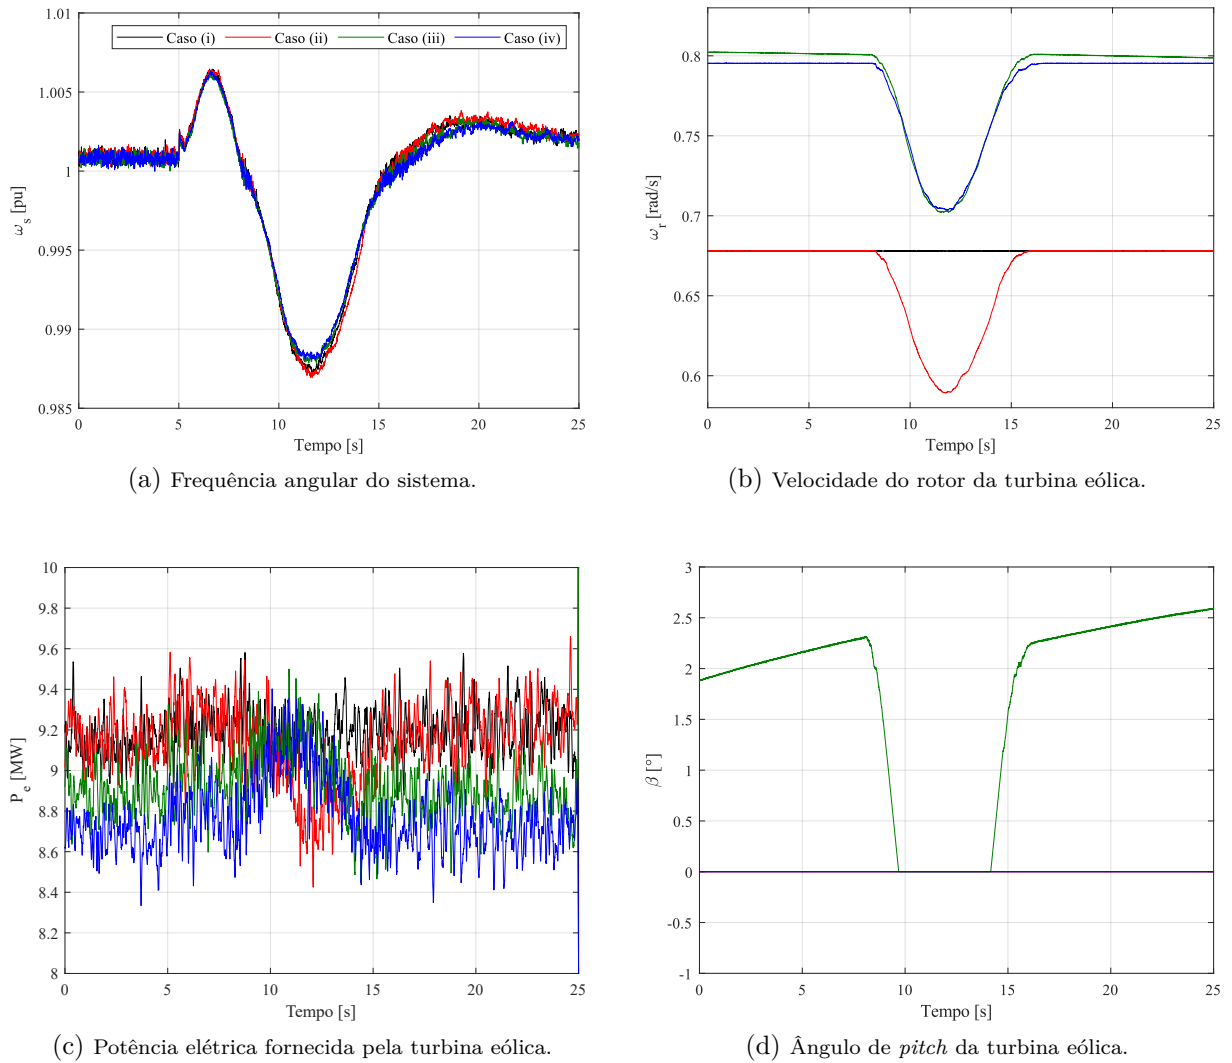 1.01
1.005
1
0.995
0.99
0.985
ω_s [pu]
Caso (i) Caso (ii) Caso (iii) Caso (iv)
0 5 10 15 20 25
Tempo [s]
(a) Frequência angular do sistema.
0.8
0.75
0.7
0.65
0.6
ω_r [rad/s]
0 5 10 15 20 25
Tempo [s]
(b) Velocidade do rotor da turbina eólica.
10
9.8
9.6
9.4
9.2
9
8.8
8.6
8.4
8.2
8
P_e [MW]
0 5 10 15 20 25
Tempo [s]
(c) Potência elétrica fornecida pela turbina eólica.
3
2.5
2
1.5
1
0.5
0
-0.5
-1
β [°]
0 5 10 15 20 25
Tempo [s]
(d) Ângulo de pitch da turbina eólica.